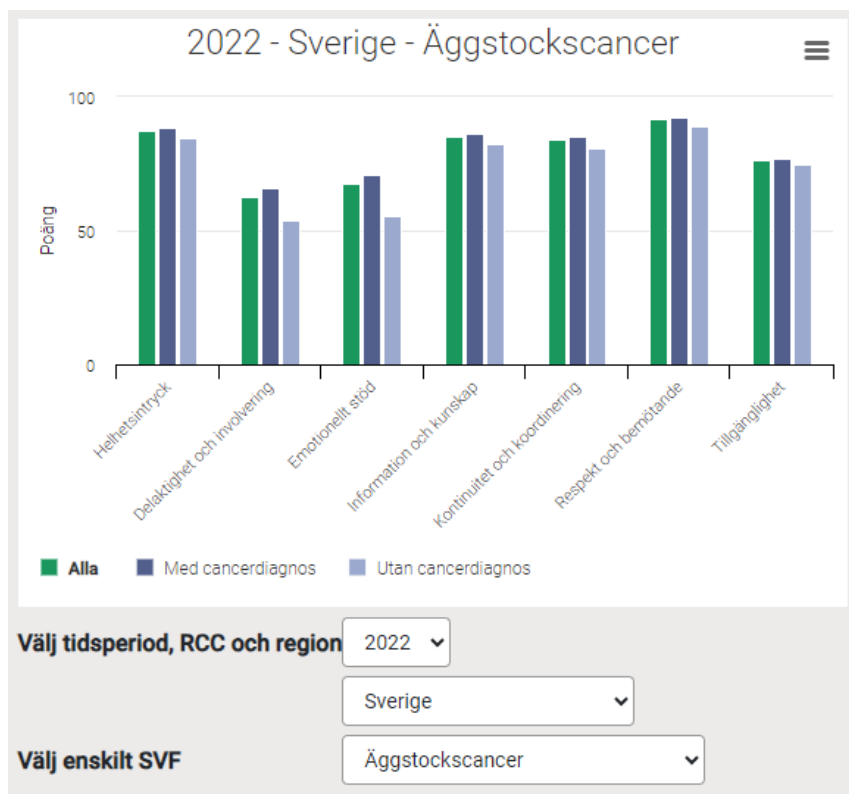 2022 - Sverige - Äggstockscancer
100
50
0
Poäng
Helhetsintryck
Delaktighet och involvering
Emotionellt stöd
Information och kunskap
Kontinuitet och koordinering
Respekt och bemötande
Tillgänglighet
Alla
Med cancerdiagnos
Utan cancerdiagnos
Välj tidsperiod, RCC och region
2022
Sverige
Välj enskilt SVF
Äggstockscancer